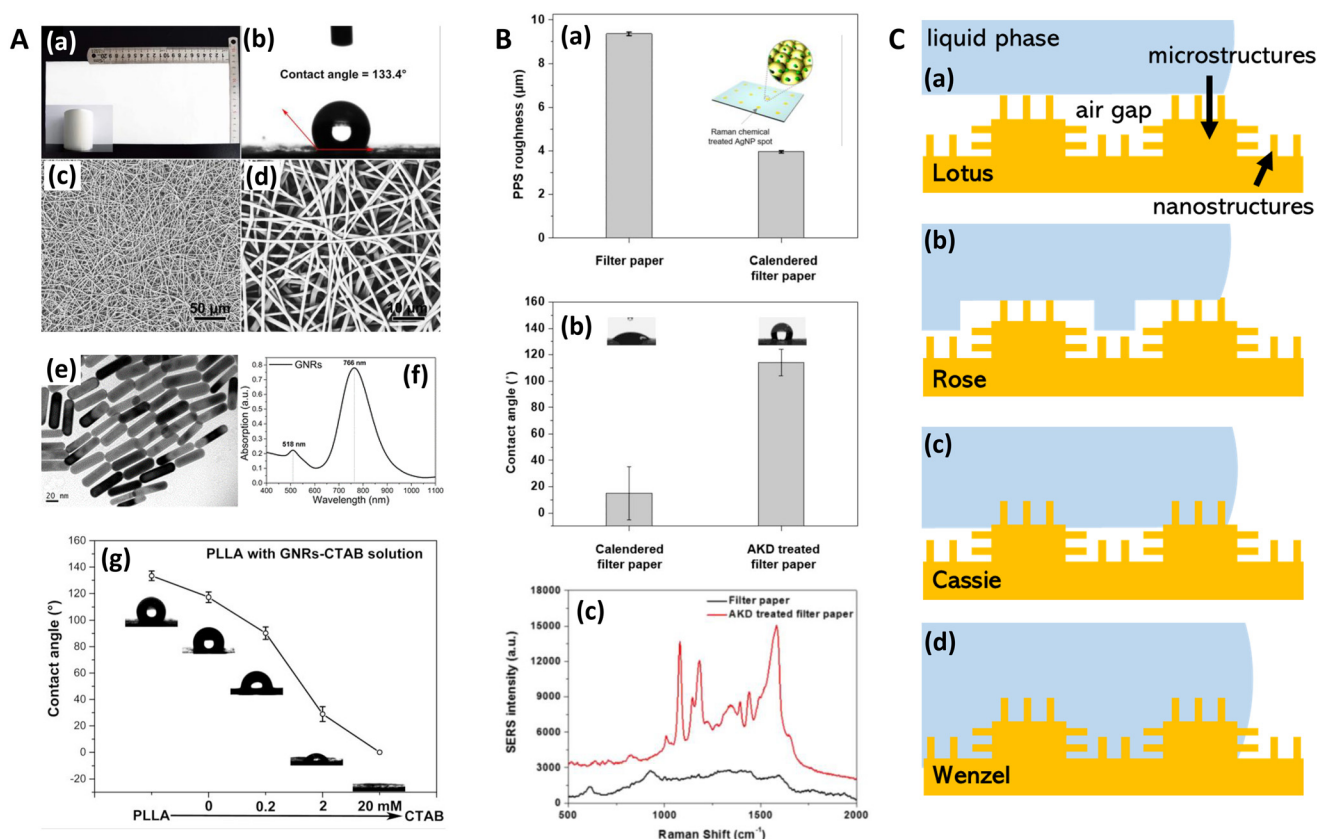 A
(a)
(b)
Contact angle = 133.4°
(c)
50 µm
(d)
10 µm
(e)
20 nm
(f)
GNRs
766 nm
518 nm
Absorption (a.u.)
0.8
0.7
0.6
0.5
0.4
0.3
0.2
0.1
0.0
400 500 600 700 800 900 1000 1100
Wavelength (nm)
(g)
PLLA with GNRs-CTAB solution
Contact angle (°)
140
120
100
80
60
40
20
0
-20
0 0.2 2 20 mM
PLLA CTAB
B
(a)
PPS roughness (µm)
10
8
6
4
2
0
Raman chemical
treated AgNP spot
Filter paper
Calendered
filter paper
(b)
Contact angle (°)
160
140
120
100
80
60
40
20
0
Calendered
filter paper
AKD treated
filter paper
(c)
Filter paper
AKD treated filter paper
SERS intensity (a.u.)
18000
15000
12000
9000
6000
3000
0
500 1000 1500 2000
Raman Shift (cm⁻¹)
C
liquid phase
(a)
microstructures
air gap
Lotus
nanostructures
(b)
Rose
(c)
Cassie
(d)
Wenzel